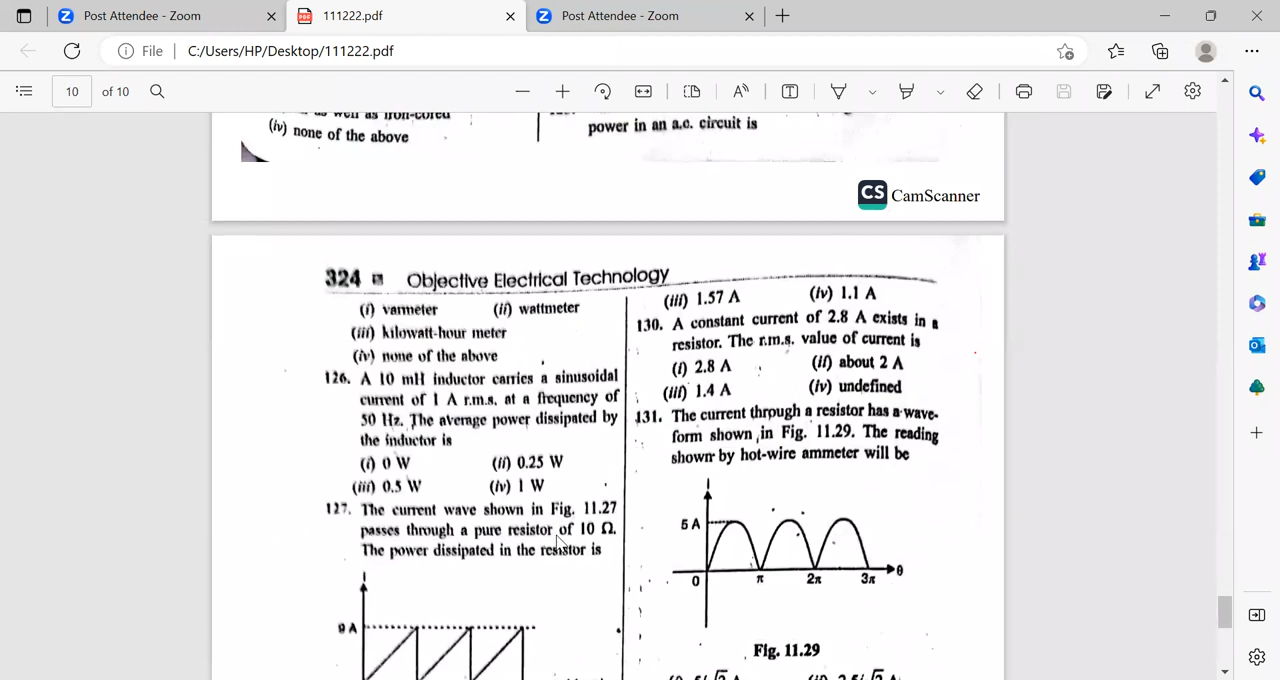 Post Attendee - Zoom
111222.pdf
Post Attendee - Zoom
File
C:/Users/HP/Desktop/111222.pdf
10
of 10
as well as iron-cored
(iv) none of the above
power in an a.c. circuit is
CS
CamScanner
324
Objective Electrical Technology
(i) varmeter
(ii) wattmeter
(iii) kilowatt-hour meter
(iv) none of the above
126. A 10 mH inductor carries a sinusoidal
current of 1 A r.m.s. at a frequency of
50 Hz. The average power dissipated by
the inductor is
(i) 0 W
(ii) 0.25 W
(iii) 0.5 W
(iv) 1 W
127. The current wave shown in Fig. 11.27
passes through a pure resistor of 10 Ω.
The power dissipated in the resistor is
I
9 A
(iii) 1.57 A
(iv) 1.1 A
130. A constant current of 2.8 A exists in a
resistor. The r.m.s. value of current is
(i) 2.8 A
(ii) about 2 A
(iii) 1.4 A
(iv) undefined
131. The current through a resistor has a wave-
form shown in Fig. 11.29. The reading
shown by hot-wire ammeter will be
I
5 A
0
π
2π
3π
θ
Fig. 11.29